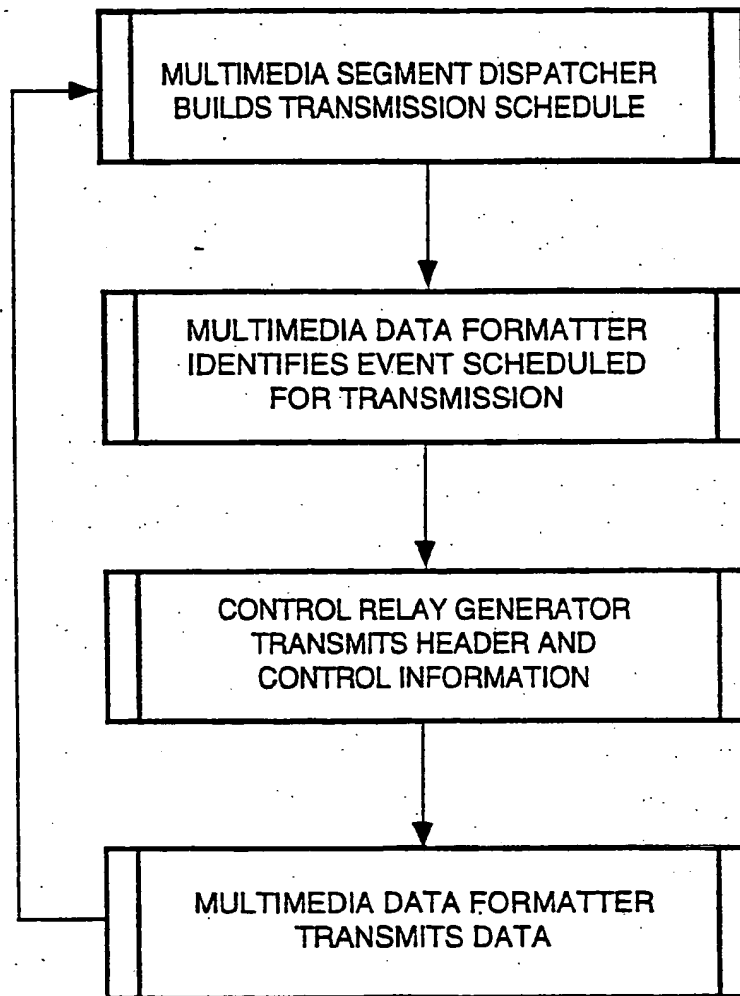 MULTIMEDIA SEGMENT DISPATCHER
BUILDS TRANSMISSION SCHEDULE
MULTIMEDIA DATA FORMATTER
IDENTIFIES EVENT SCHEDULED
FOR TRANSMISSION
CONTROL RELAY GENERATOR
TRANSMITS HEADER AND
CONTROL INFORMATION
MULTIMEDIA DATA FORMATTER
TRANSMITS DATA